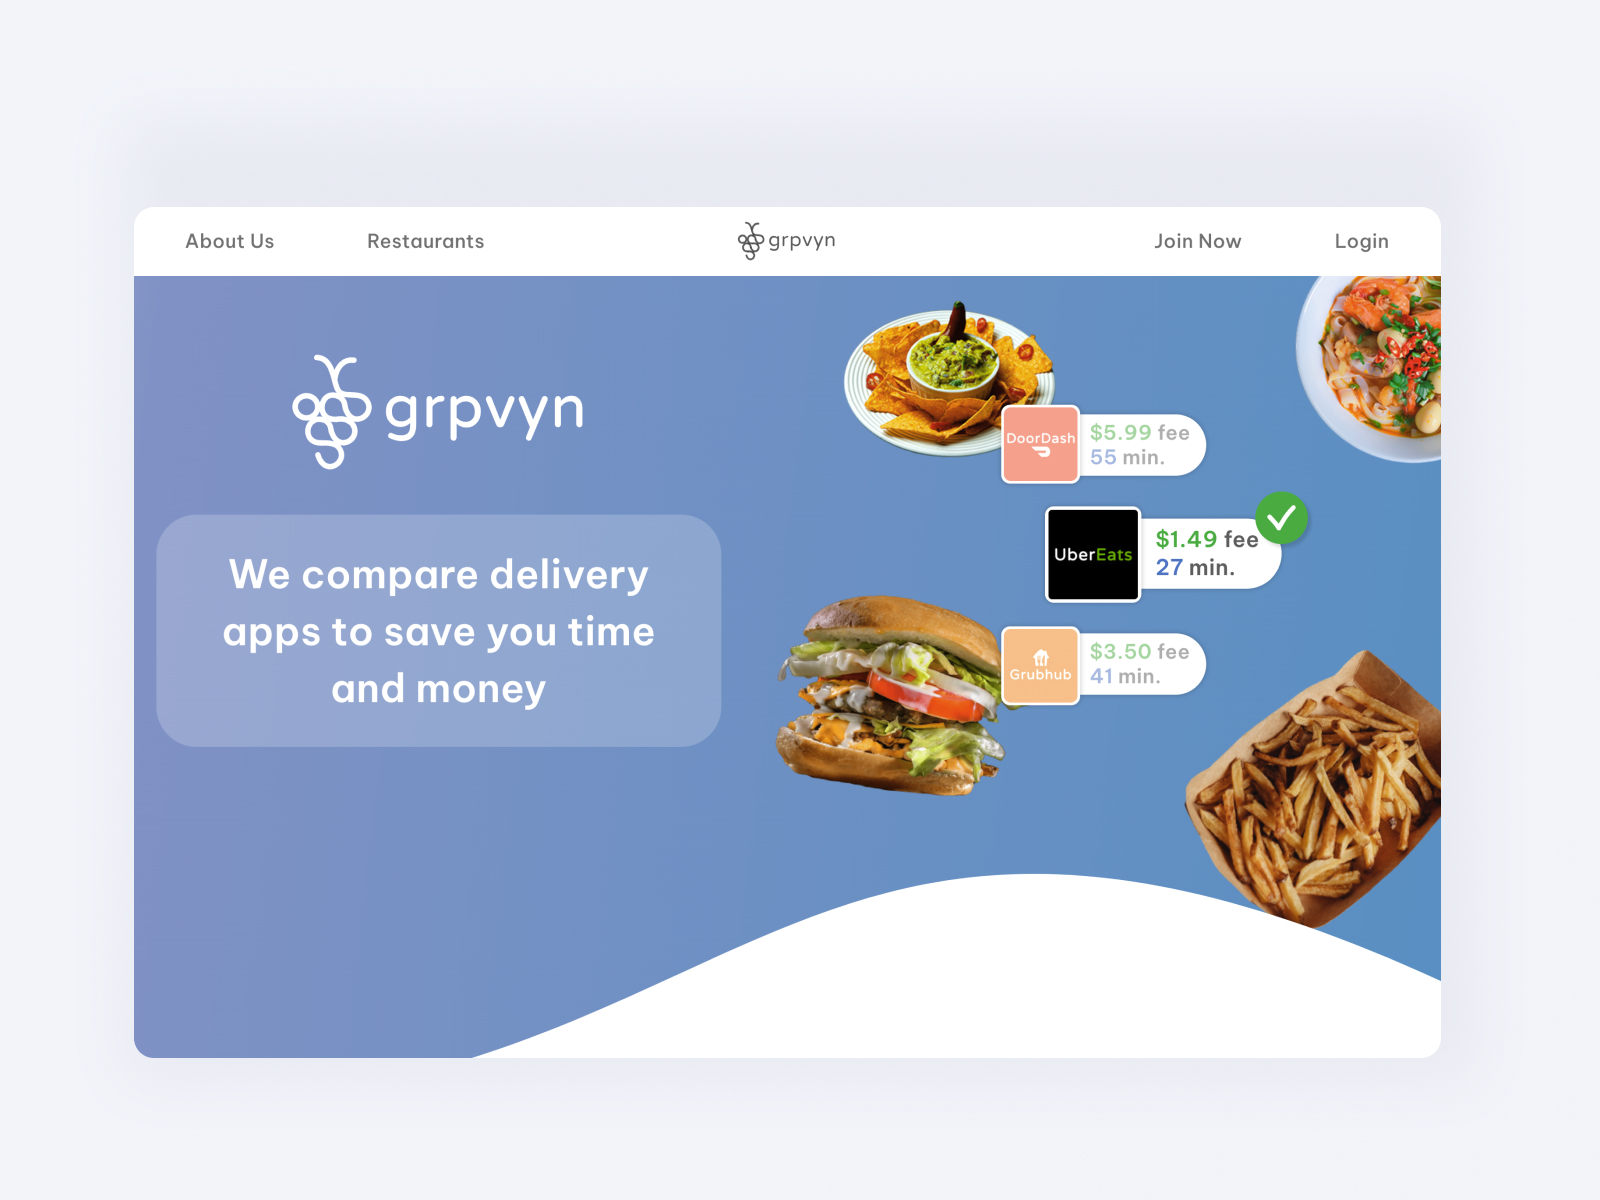 About Us
Restaurants
grpvyn
Join Now
Login
grpvyn
We compare delivery
apps to save you time
and money
DoorDash
$5.99 fee
55 min.
UberEats
$1.49 fee
27 min.
Grubhub
$3.50 fee
41 min.